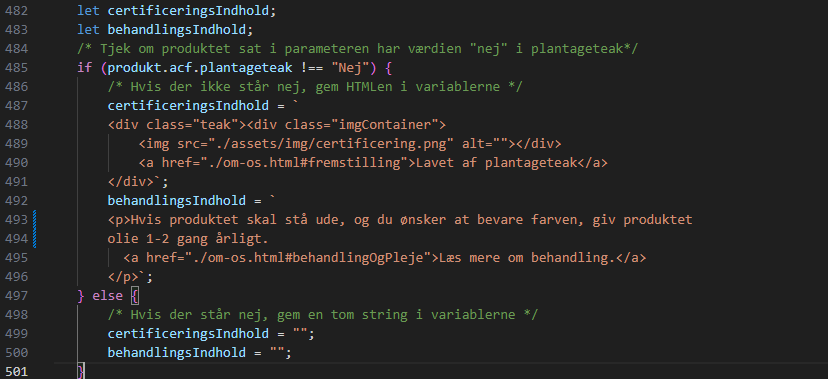 482 let certificeringsIndhold;
483 let behandlingsIndhold;
484 /* Tjek om produktet sat i parameteren har værdien "nej" i plantageteak*/
485 if (produkt.acf.plantageteak !== "Nej") {
486 /* Hvis der ikke står nej, gem HTMLen i variablerne */
487 certificeringsIndhold = `
488 <div class="teak"><div class="imgContainer">
489 <img src="./assets/img/certificering.png" alt=""></div>
490 <a href="./om-os.html#fremstilling">Lavet af plantageteak</a>
491 </div>`;
492 behandlingsIndhold = `
493 <p>Hvis produktet skal stå ude, og du ønsker at bevare farven, giv produktet
494 olie 1-2 gang årligt.
495 <a href="./om-os.html#behandlingOgPleje">Læs mere om behandling.</a>
496 </p>`;
497 } else {
498 /* Hvis der står nej, gem en tom string i variablerne */
499 certificeringsIndhold = "";
500 behandlingsIndhold = "";
501 }